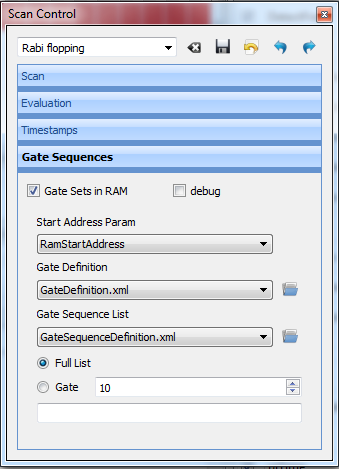 Scan Control
Rabi flopping
Scan
Evaluation
Timestamps
Gate Sequences
Gate Sets in RAM debug
Start Address Param
RamStartAddress
Gate Definition
GateDefinition.xml
Gate Sequence List
GateSequenceDefinition.xml
Full List
Gate 10